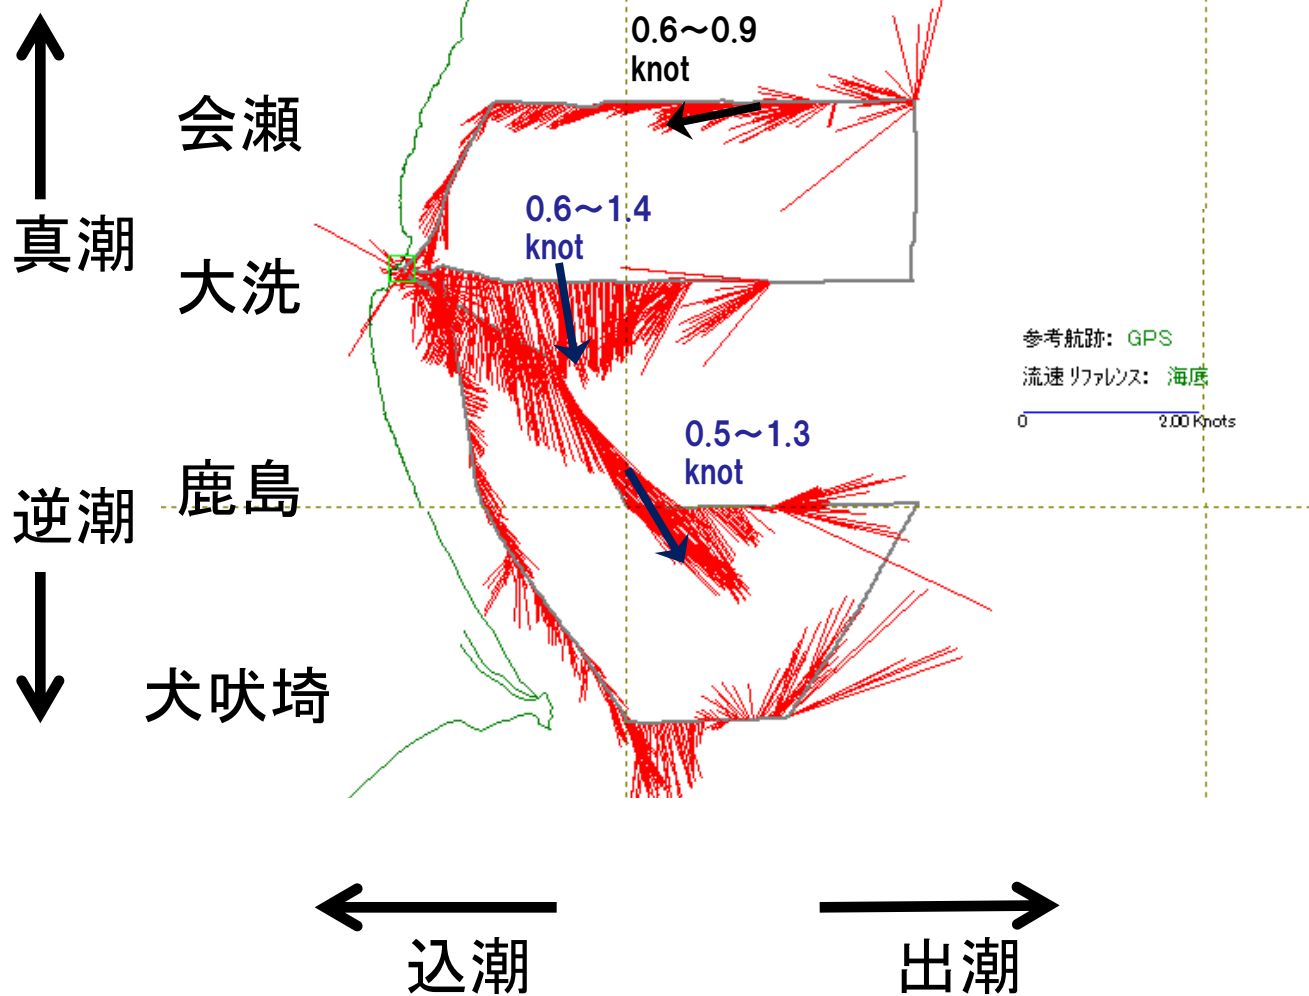 0.6～0.9
knot
会瀬
真潮
0.6～1.4
knot
大洗
参考航跡: GPS
流速リファレンス: 海底
0 2.00 Knots
0.5～1.3
knot
鹿島
逆潮
犬吠埼
込潮
出潮